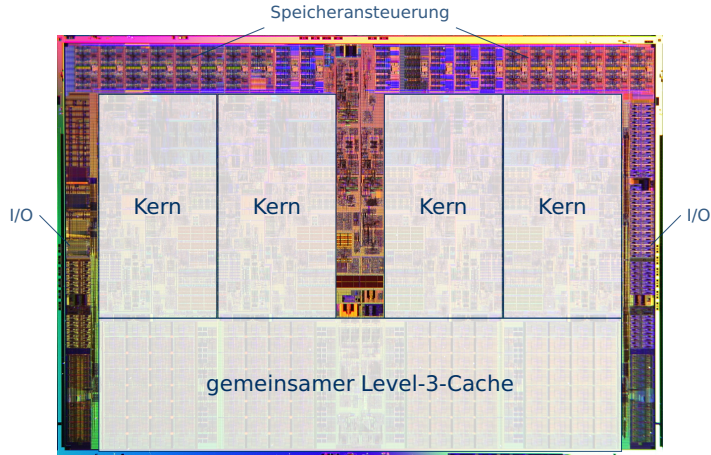 Speicheransteuerung
Kern
Kern
Kern
Kern
I/O
I/O
gemeinsamer Level-3-Cache